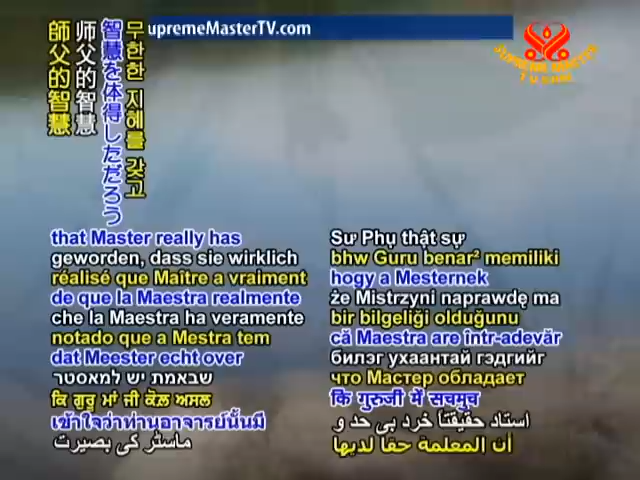 upremeMasterTV.com
SUPREME MASTER
무한한 지혜를 갖고
智慧を体得しただろう
师父的智慧
師父的智慧
that Master really has
geworden, dass sie wirklich
réalisé que Maître a vraiment
de que la Maestra realmente
che la Maestra ha veramente
notado que a Mestra tem
dat Meester echt over
שבאמת יש למאסטר
ਕਿ ਗੁਰੂ ਮਾਂ ਜੀ ਕੋਲ ਅਸਲ
เข้าใจว่าท่านอาจารย์นั้นมี
ماسٹر کی بصیرت
Sư Phụ thật sự
bhw Guru benar² memiliki
hogy a Mesternek
że Mistrzyni naprawdę ma
bir bilgeliği olduğunu
că Maestra are într-adevăr
билэг ухаантай гэдгийг
что Мастер обладает
कि गुरूजी में सचमुच
استاد حقیقتاً خرد بی حد و
أن المعلمة حقا لديها